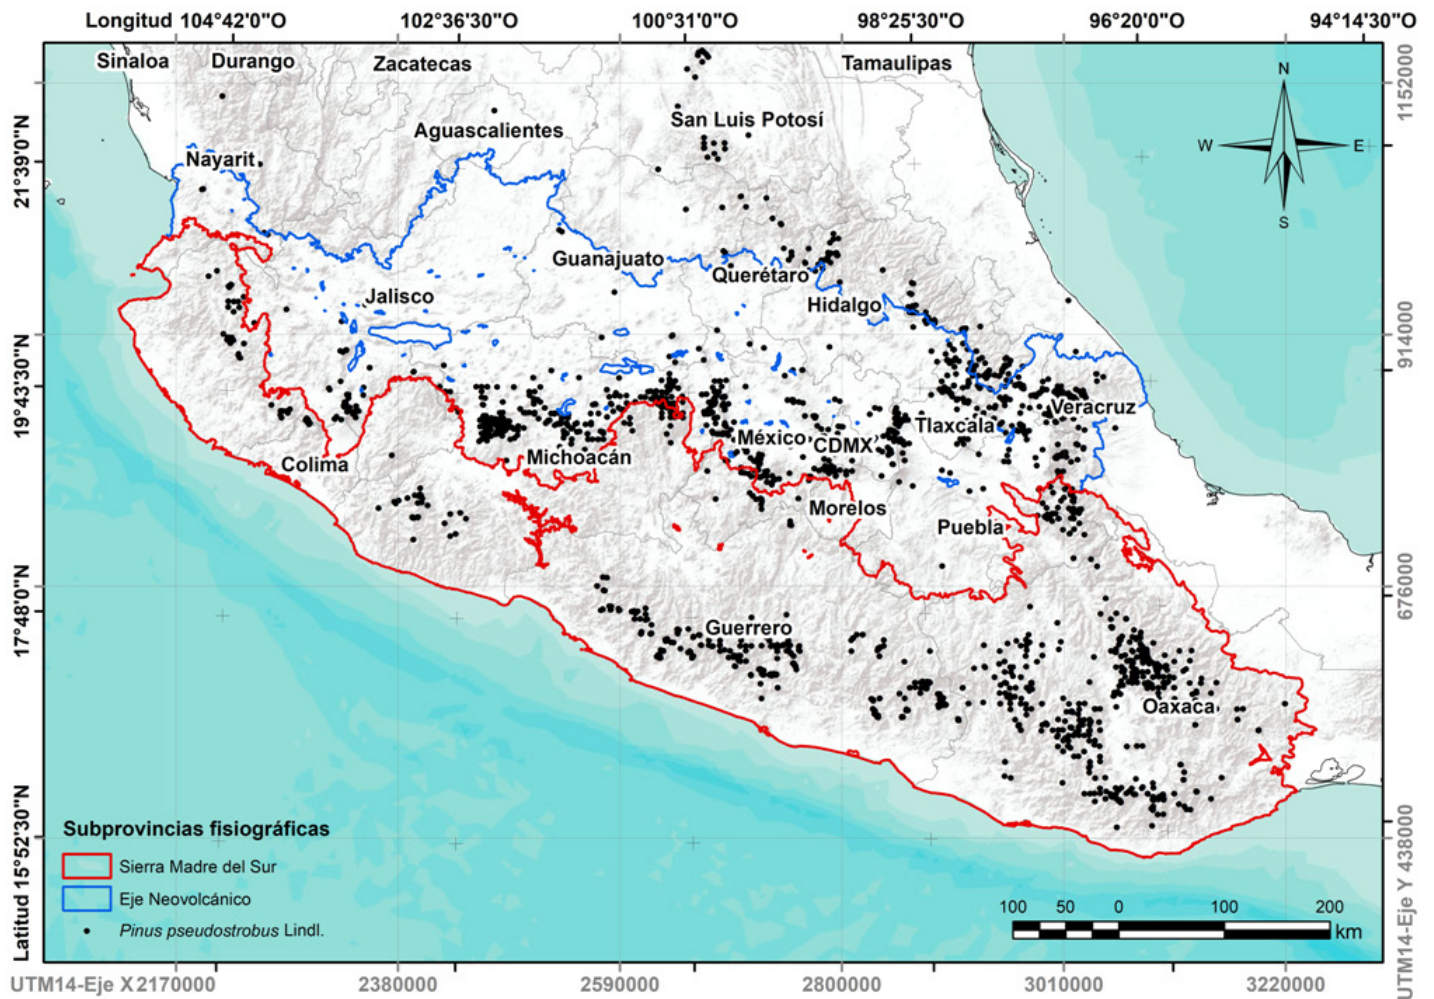 Longitud 104°42'0"O 102°36'30"O 100°31'0"O 98°25'30"O 96°20'0"O 94°14'30"O
Sinaloa Durango Zacatecas Tamaulipas
San Luis Potosí
Aguascalientes
Nayarit
N
W E
S
Guanajuato
Querétaro
Jalisco
Hidalgo
Veracruz
Tlaxcala
México CDMX
Michoacán
Colima
Morelos
Puebla
Guerrero
Oaxaca
21°39'0"N
19°43'30"N
17°48'0"N
Latitud 15°52'30"N
1152000
914000
676000
UTM14-Eje Y 438000
Subprovincias fisiográficas
Sierra Madre del Sur
Eje Neovolcánico
Pinus pseudostrobus Lindl.
100 50 0 100 200
km
UTM14-Eje X 2170000 2380000 2590000 2800000 3010000 3220000